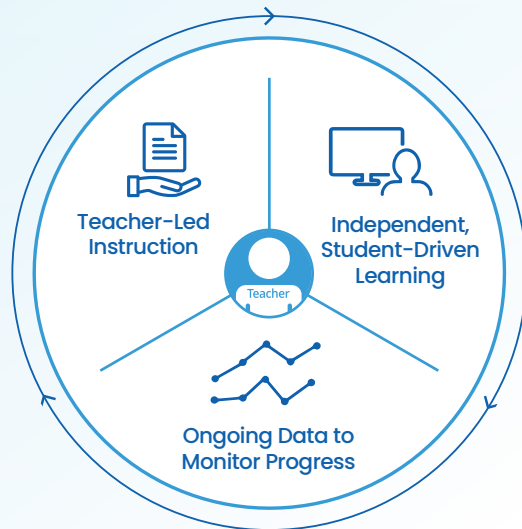 Teacher-Led
Instruction
Independent,
Student-Driven
Learning
Teacher
Ongoing Data to
Monitor Progress